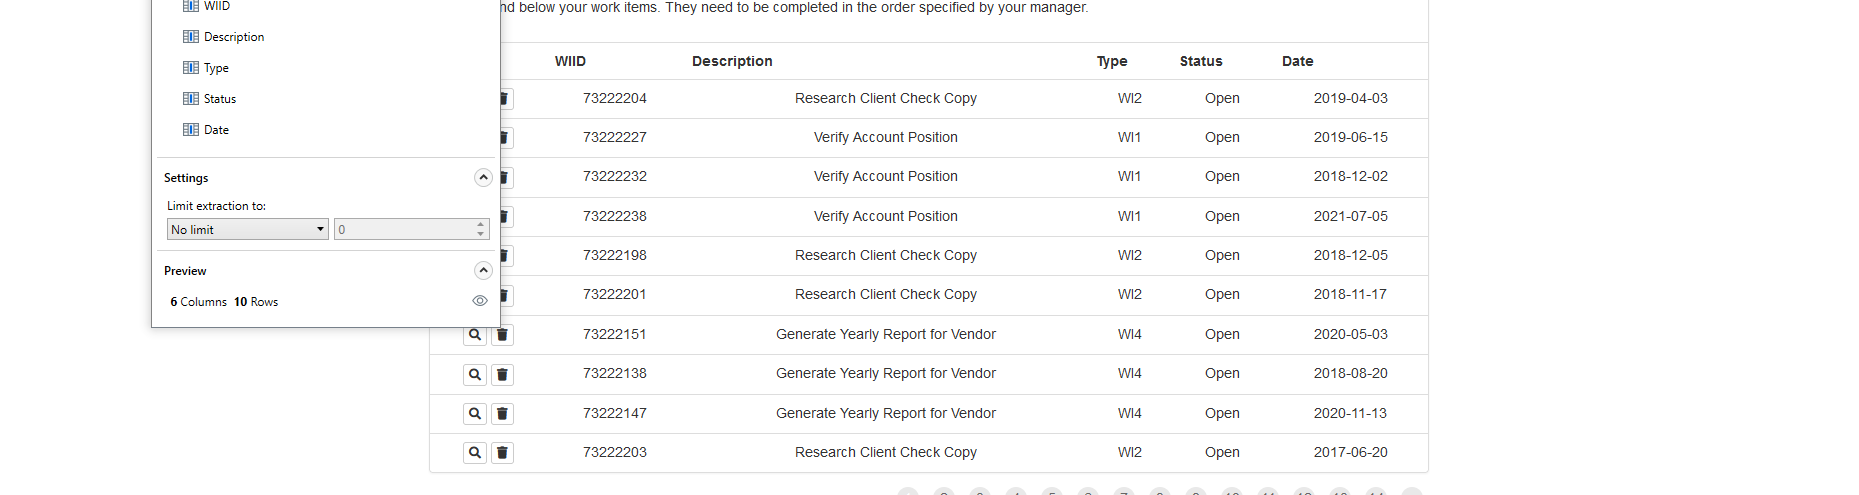 WIID
Description
Type
Status
Date
Settings
Limit extraction to:
No limit 0
Preview
6 Columns 10 Rows
nd below your work items. They need to be completed in the order specified by your manager.
WIID Description Type Status Date
73222204 Research Client Check Copy WI2 Open 2019-04-03
73222227 Verify Account Position WI1 Open 2019-06-15
73222232 Verify Account Position WI1 Open 2018-12-02
73222238 Verify Account Position WI1 Open 2021-07-05
73222198 Research Client Check Copy WI2 Open 2018-12-05
73222201 Research Client Check Copy WI2 Open 2018-11-17
73222151 Generate Yearly Report for Vendor WI4 Open 2020-05-03
73222138 Generate Yearly Report for Vendor WI4 Open 2018-08-20
73222147 Generate Yearly Report for Vendor WI4 Open 2020-11-13
73222203 Research Client Check Copy WI2 Open 2017-06-20